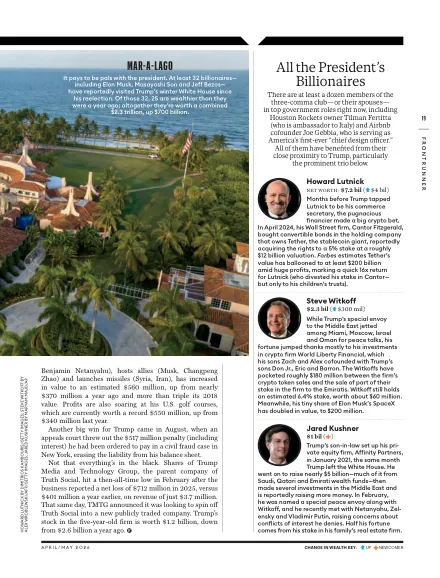 MAR-A-LAGO
It pays to be pals with the president. At least 32 billionaires—
including Elon Musk, Masayoshi Son and Jeff Bezos—
have reportedly visited Trump's winter White House since
his reelection. Of those 32, 25 are wealthier than they
were a year ago; altogether they're worth a combined
$2.3 trillion, up $700 billion.
Benjamin Netanyahu), hosts allies (Musk, Changpeng
Zhao) and launches missiles (Syria, Iran), has increased
in value to an estimated $560 million, up from nearly
$370 million a year ago and more than triple its 2018
value. Profits are also soaring at his U.S. golf courses,
which are currently worth a record $550 million, up from
$340 million last year.
Another big win for Trump came in August, when an
appeals court threw out the $517 million penalty (including
interest) he had been ordered to pay in a civil fraud case in
New York, erasing the liability from his balance sheet.
Not that everything's in the black. Shares of Trump
Media and Technology Group, the parent company of
Truth Social, hit a then-all-time low in February after the
business reported a net loss of $712 million in 2025, versus
$401 million a year earlier, on revenue of just $3.7 million.
That same day, TMTG announced it was looking to spin off
Truth Social into a new publicly traded company. Trump's
stock in the five-year-old firm is worth $1.2 billion, down
from $2.6 billion a year ago. F
All the President's
Billionaires
There are at least a dozen members of the
three-comma club—or their spouses—
in top government roles right now, including
Houston Rockets owner Tilman Fertitta
(who is ambassador to Italy) and Airbnb
cofounder Joe Gebbia, who is serving as
America's first-ever "chief design officer."
All of them have benefited from their
close proximity to Trump, particularly
the prominent trio below.
Howard Lutnick
NET WORTH: $7.2 bil (⬆ $4 bil)
Months before Trump tapped
Lutnick to be his commerce
secretary, the pugnacious
financier made a big crypto bet.
In April 2024, his Wall Street firm, Cantor Fitzgerald,
bought convertible bonds in the holding company
that owns Tether, the stablecoin giant, reportedly
acquiring the rights to a 5% stake at a roughly
$12 billion valuation. Forbes estimates Tether's
value has ballooned to at least $200 billion
amid huge profits, marking a quick 16x return
for Lutnick (who divested his stake in Cantor—
but only to his children's trusts).
Steve Witkoff
$2.3 bil (⬆ $300 mil)
While Trump's special envoy
to the Middle East jetted
among Miami, Moscow, Israel
and Oman for peace talks, his
fortune jumped thanks mostly to his investments
in crypto firm World Liberty Financial, which
his sons Zach and Alex cofounded with Trump's
sons Don Jr., Eric and Barron. The Witkoffs have
pocketed roughly $180 million between the firm's
crypto token sales and the sale of part of their
stake in the firm to the Emiratis. Witkoff still holds
an estimated 6.4% stake, worth about $60 million.
Meanwhile, his tiny share of Elon Musk's SpaceX
has doubled in value, to $200 million.
Jared Kushner
$1 bil (✚)
Trump's son-in-law set up his pri-
vate equity firm, Affinity Partners,
in January 2021, the same month
Trump left the White House. He
went on to raise nearly $5 billion—much of it from
Saudi, Qatari and Emirati wealth funds—then
made several investments in the Middle East and
is reportedly raising more money. In February,
he was named a special peace envoy along with
Witkoff, and he recently met with Netanyahu, Zel-
ensky and Vladimir Putin, raising concerns about
conflicts of interest he denies. Half his fortune
comes from his stake in his family's real estate firm.
11
FRONTRUNNER
APRIL/MAY 2026
CHANGE IN WEALTH KEY: ⬆ UP ✚ NEWCOMER